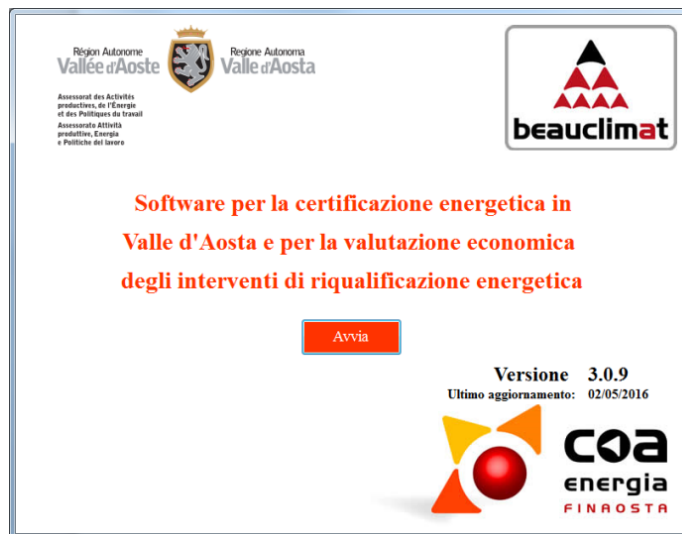 Région Autonome
Vallée d'Aoste
Regione Autonoma
Valle d'Aosta
Assessorat des Activités
productives, de l'Énergie
et des Politiques du travail
Assessorato Attività
produttive, Energia
e Politiche del lavoro
beauclimat
Software per la certificazione energetica in
Valle d'Aosta e per la valutazione economica
degli interventi di riqualificazione energetica
Avvia
Versione 3.0.9
Ultimo aggiornamento: 02/05/2016
coa
energia
FINAOSTA